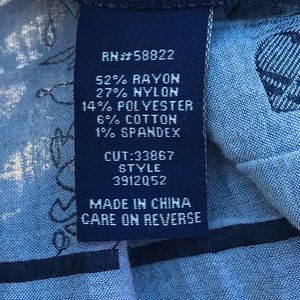 RN#58822
52% RAYON
27% NYLON
14% POLYESTER
6% COTTON
1% SPANDEX
CUT:33867
STYLE
3912Q52
MADE IN CHINA
CARE ON REVERSE